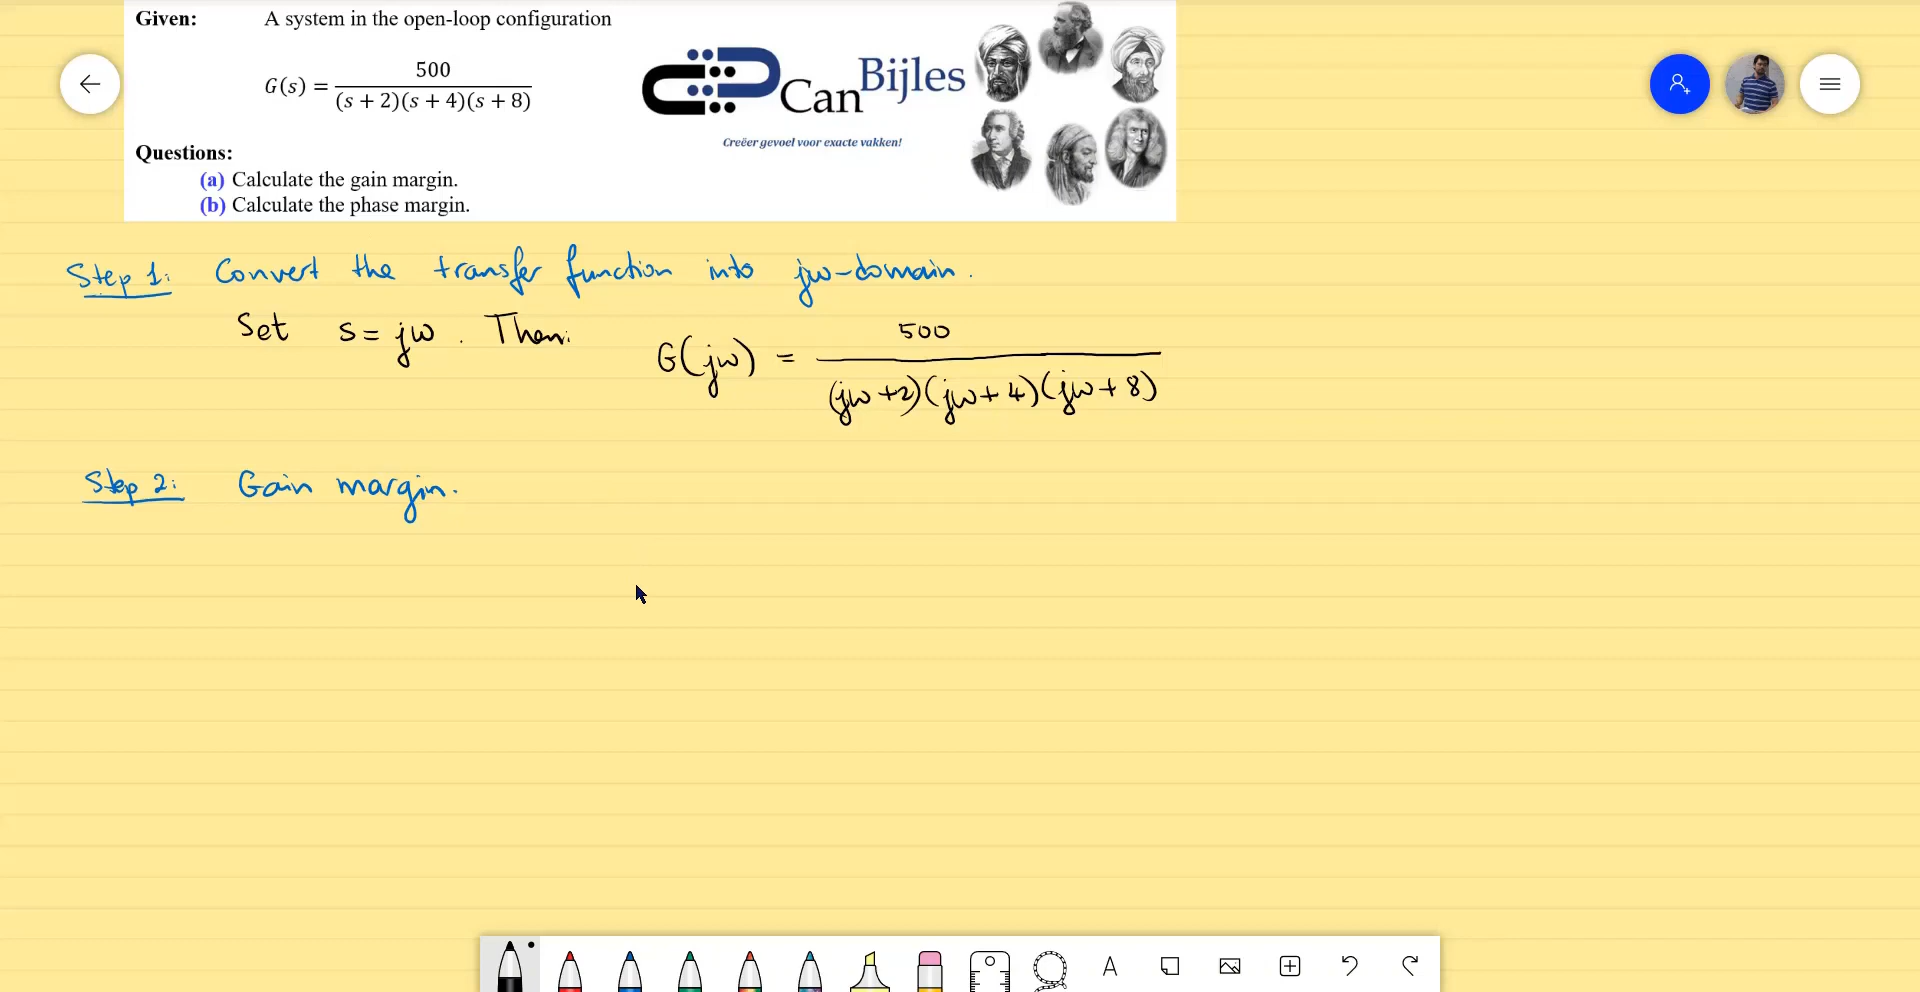 Given: A system in the open-loop configuration
G(s) = 500 / (s + 2)(s + 4)(s + 8)
Can Bijles
Creëer gevoel voor exacte vakken!
Questions:
(a) Calculate the gain margin.
(b) Calculate the phase margin.
Step 1: Convert the transfer function into jω-domain.
Set s = jω. Then: G(jω) = 500 / (jω+2)(jω+4)(jω+8)
Step 2: Gain margin.
A